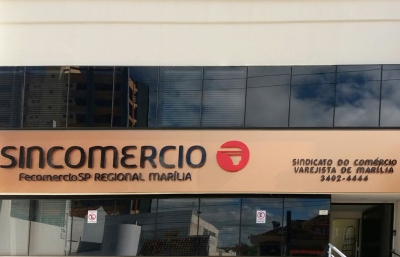 SINCOMERCIO
FecomercioSP REGIONAL MARÍLIA
SINDICATO DO COMÉRCIO
VAREJISTA DE MARÍLIA
3402-4444